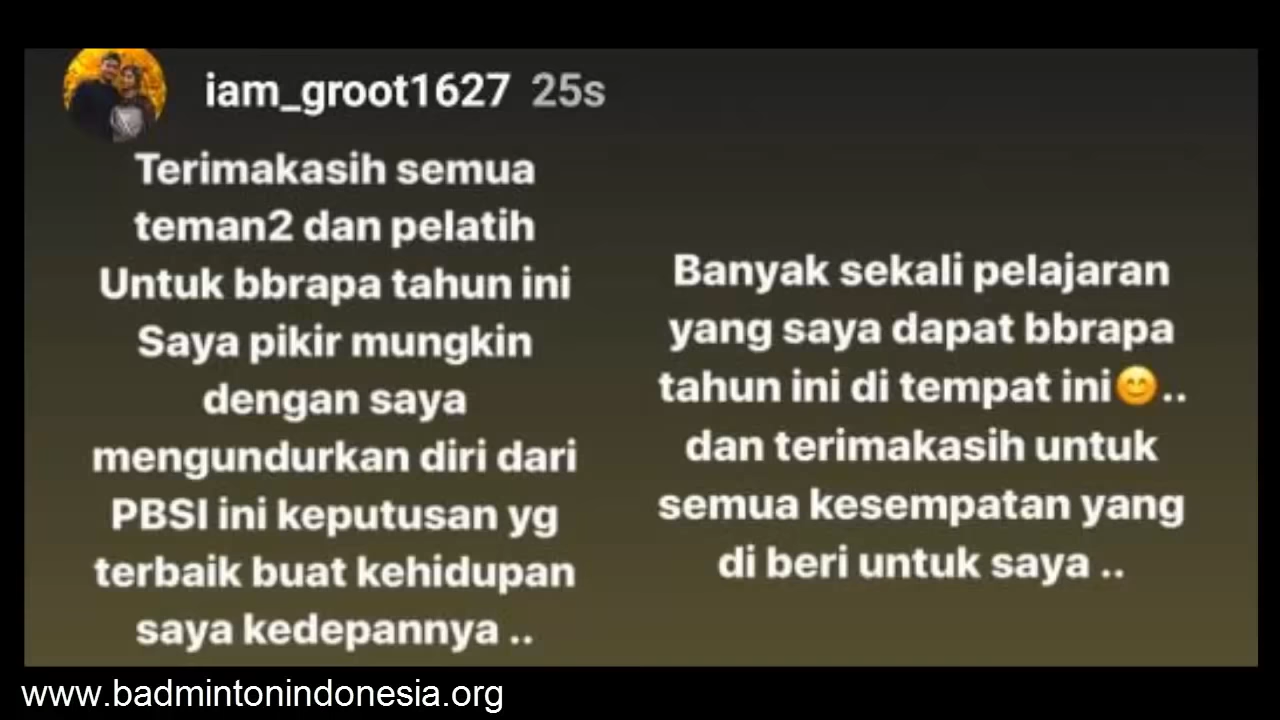 iam_groot1627 25s
Terimakasih semua
teman2 dan pelatih
Untuk bbrapa tahun ini
Saya pikir mungkin
dengan saya
mengundurkan diri dari
PBSI ini keputusan yg
terbaik buat kehidupan
saya kedepannya ..
Banyak sekali pelajaran
yang saya dapat bbrapa
tahun ini di tempat ini😊..
dan terimakasih untuk
semua kesempatan yang
di beri untuk saya ..
www.badmintonindonesia.org